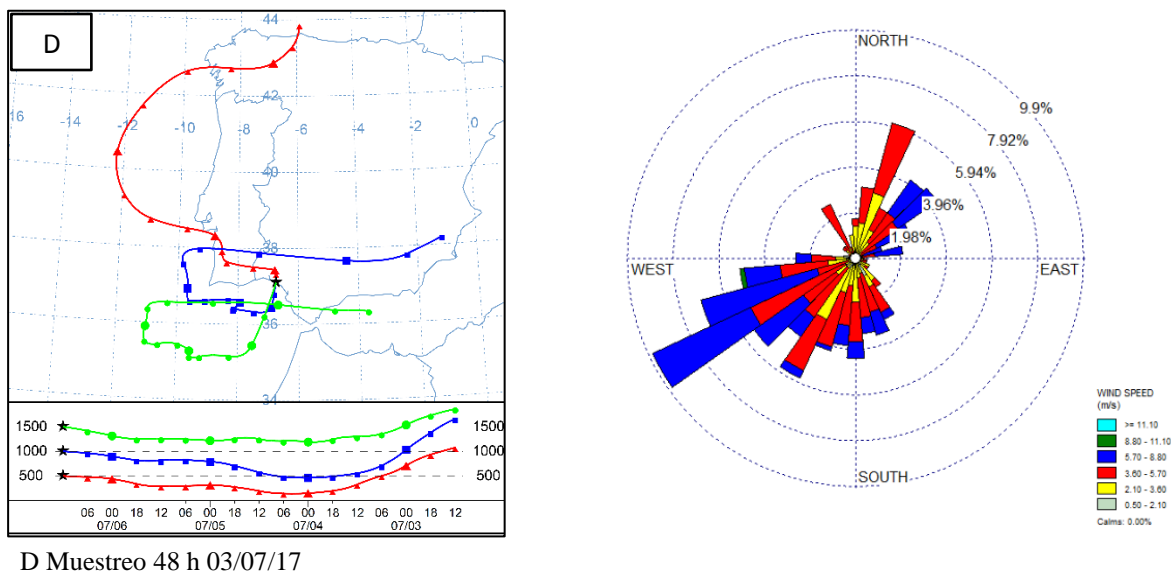 D
44
42
40
38
36
34
-16
-14
-12
-10
-8
-6
-4
-2
0
1500
1000
500
1500
1000
500
06 00 18 12 06 00 18 12 06 00 18 12 06 00 18 12
07/06 07/05 07/04 07/03
D Muestreo 48 h 03/07/17
NORTH
9.9%
7.92%
5.94%
3.96%
1.98%
WEST
EAST
SOUTH
WIND SPEED
(m/s)
>= 11.10
8.80 - 11.10
5.70 - 8.80
3.60 - 5.70
2.10 - 3.60
0.50 - 2.10
Calms: 0.00%